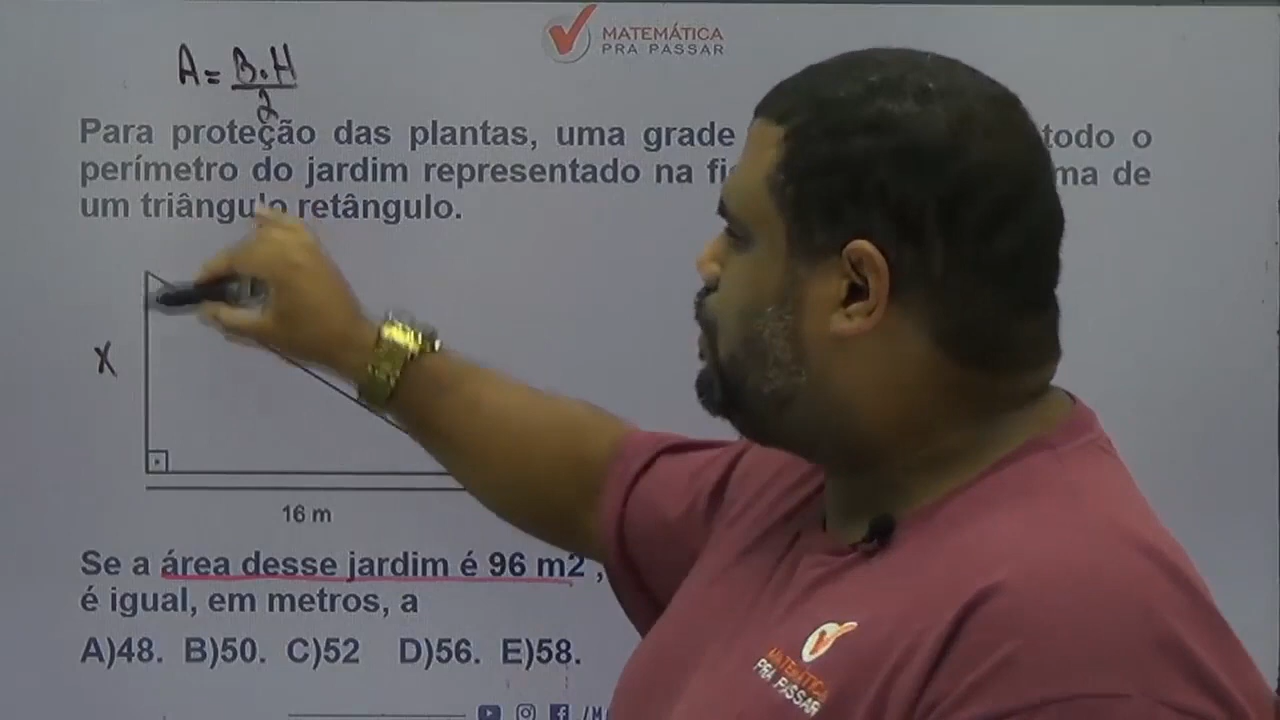 MATEMÁTICA
PRA PASSAR
A = B.H
2
Para proteção das plantas, uma grade todo o
perímetro do jardim representado na ma de
um triângulo retângulo.
X
16 m
Se a área desse jardim é 96 m2 ,
é igual, em metros, a
A)48. B)50. C)52 D)56. E)58.
MATEMÁTICA
PRA PASSAR